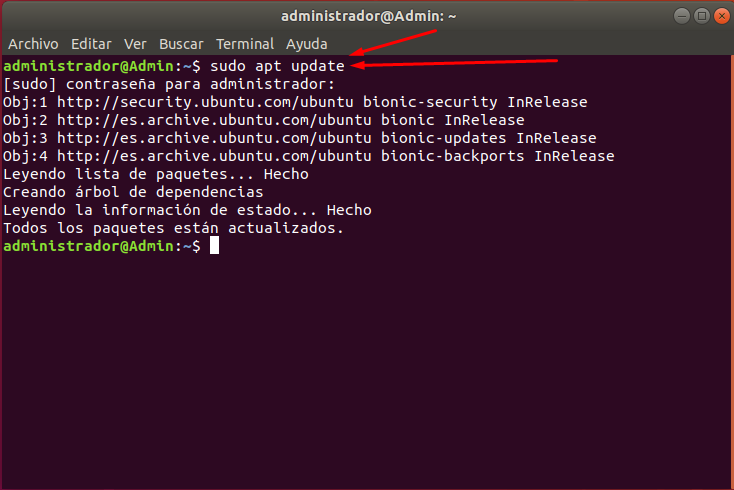 administrador@Admin: ~
Archivo Editar Ver Buscar Terminal Ayuda
administrador@Admin:~$ sudo apt update
[sudo] contraseña para administrador:
Obj:1 http://security.ubuntu.com/ubuntu bionic-security InRelease
Obj:2 http://es.archive.ubuntu.com/ubuntu bionic InRelease
Obj:3 http://es.archive.ubuntu.com/ubuntu bionic-updates InRelease
Obj:4 http://es.archive.ubuntu.com/ubuntu bionic-backports InRelease
Leyendo lista de paquetes... Hecho
Creando árbol de dependencias
Leyendo la información de estado... Hecho
Todos los paquetes están actualizados.
administrador@Admin:~$